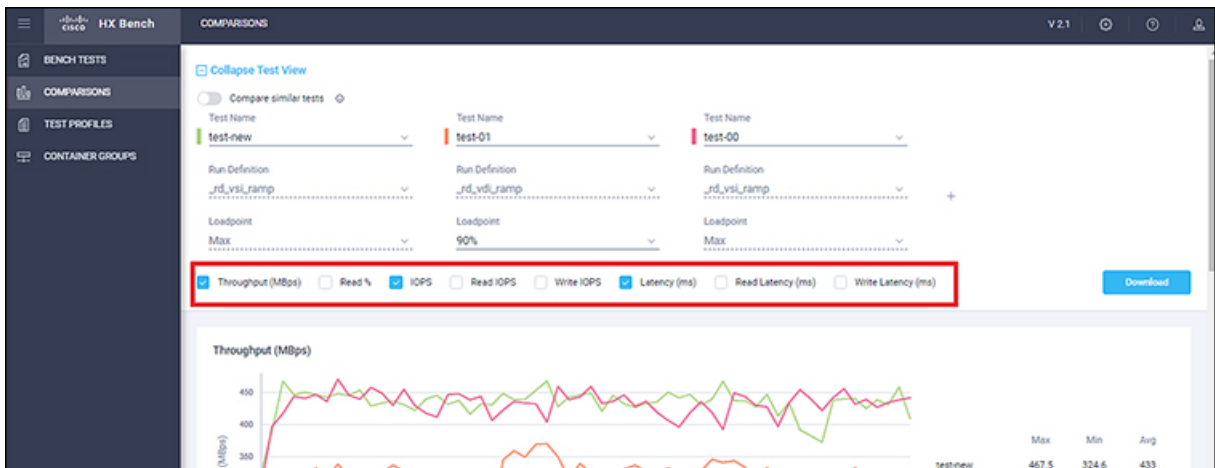 cisco HX Bench COMPARISONS V 2.1
BENCH TESTS
COMPARISONS
TEST PROFILES
CONTAINER GROUPS
Collapse Test View
Compare similar tests
Test Name Test Name Test Name
test-new test-01 test-00
Run Definition Run Definition Run Definition
_rd_vsi_ramp _rd_vdi_ramp _rd_vsi_ramp
Loadpoint Loadpoint Loadpoint
Max 90% Max
Throughput (MBps) Read % IOPS Read IOPS Write IOPS Latency (ms) Read Latency (ms) Write Latency (ms) Download
Throughput (MBps)
450
400
350
(MBps)
Max Min Avg
test-new 467.5 324.6 433